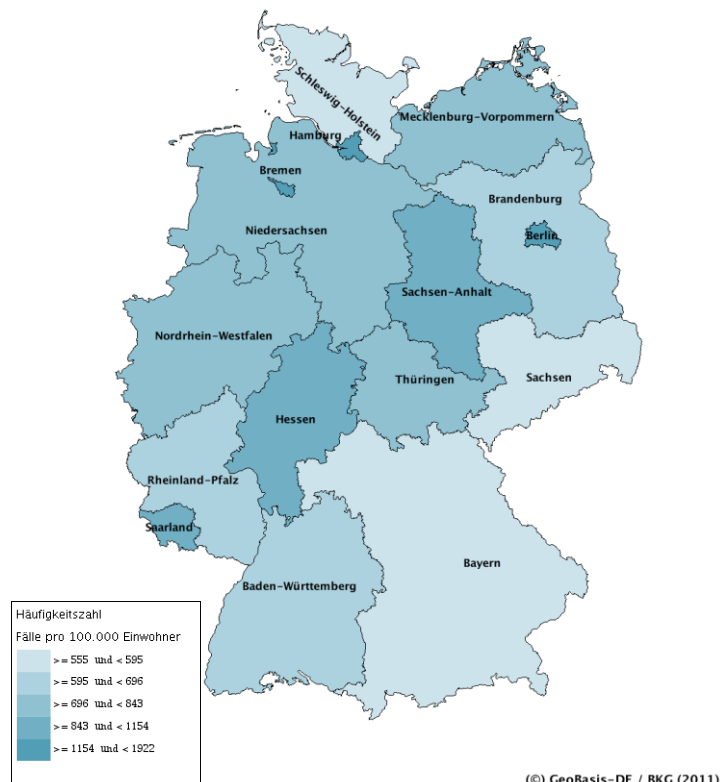 Schleswig-Holstein
Mecklenburg-Vorpommern
Hamburg
Bremen
Brandenburg
Niedersachsen
Berlin
Sachsen-Anhalt
Nordrhein-Westfalen
Thüringen
Sachsen
Hessen
Rheinland-Pfalz
Saarland
Bayern
Baden-Württemberg
Häufigkeitszahl
Fälle pro 100.000 Einwohner
>= 555 und < 595
>= 595 und < 696
>= 696 und < 843
>= 843 und < 1154
>= 1154 und < 1922
(©) GeoBasis-DE / BKG (2011)